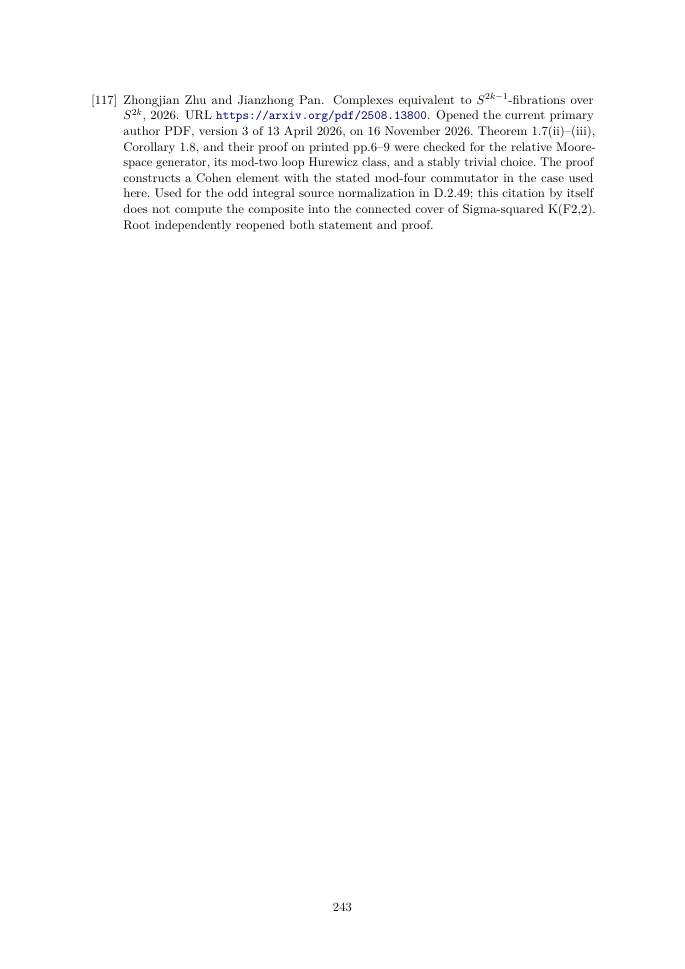 [117] Zhongjian Zhu and Jianzhong Pan. Complexes equivalent to S^{2k−1}-fibrations over
S^{2k}, 2026. URL https://arxiv.org/pdf/2508.13800. Opened the current primary
author PDF, version 3 of 13 April 2026, on 16 November 2026. Theorem 1.7(ii)–(iii),
Corollary 1.8, and their proof on printed pp.6–9 were checked for the relative Moore-
space generator, its mod-two loop Hurewicz class, and a stably trivial choice. The proof
constructs a Cohen element with the stated mod-four commutator in the case used
here. Used for the odd integral source normalization in D.2.49; this citation by itself
does not compute the composite into the connected cover of Sigma-squared K(F2,2).
Root independently reopened both statement and proof.
243